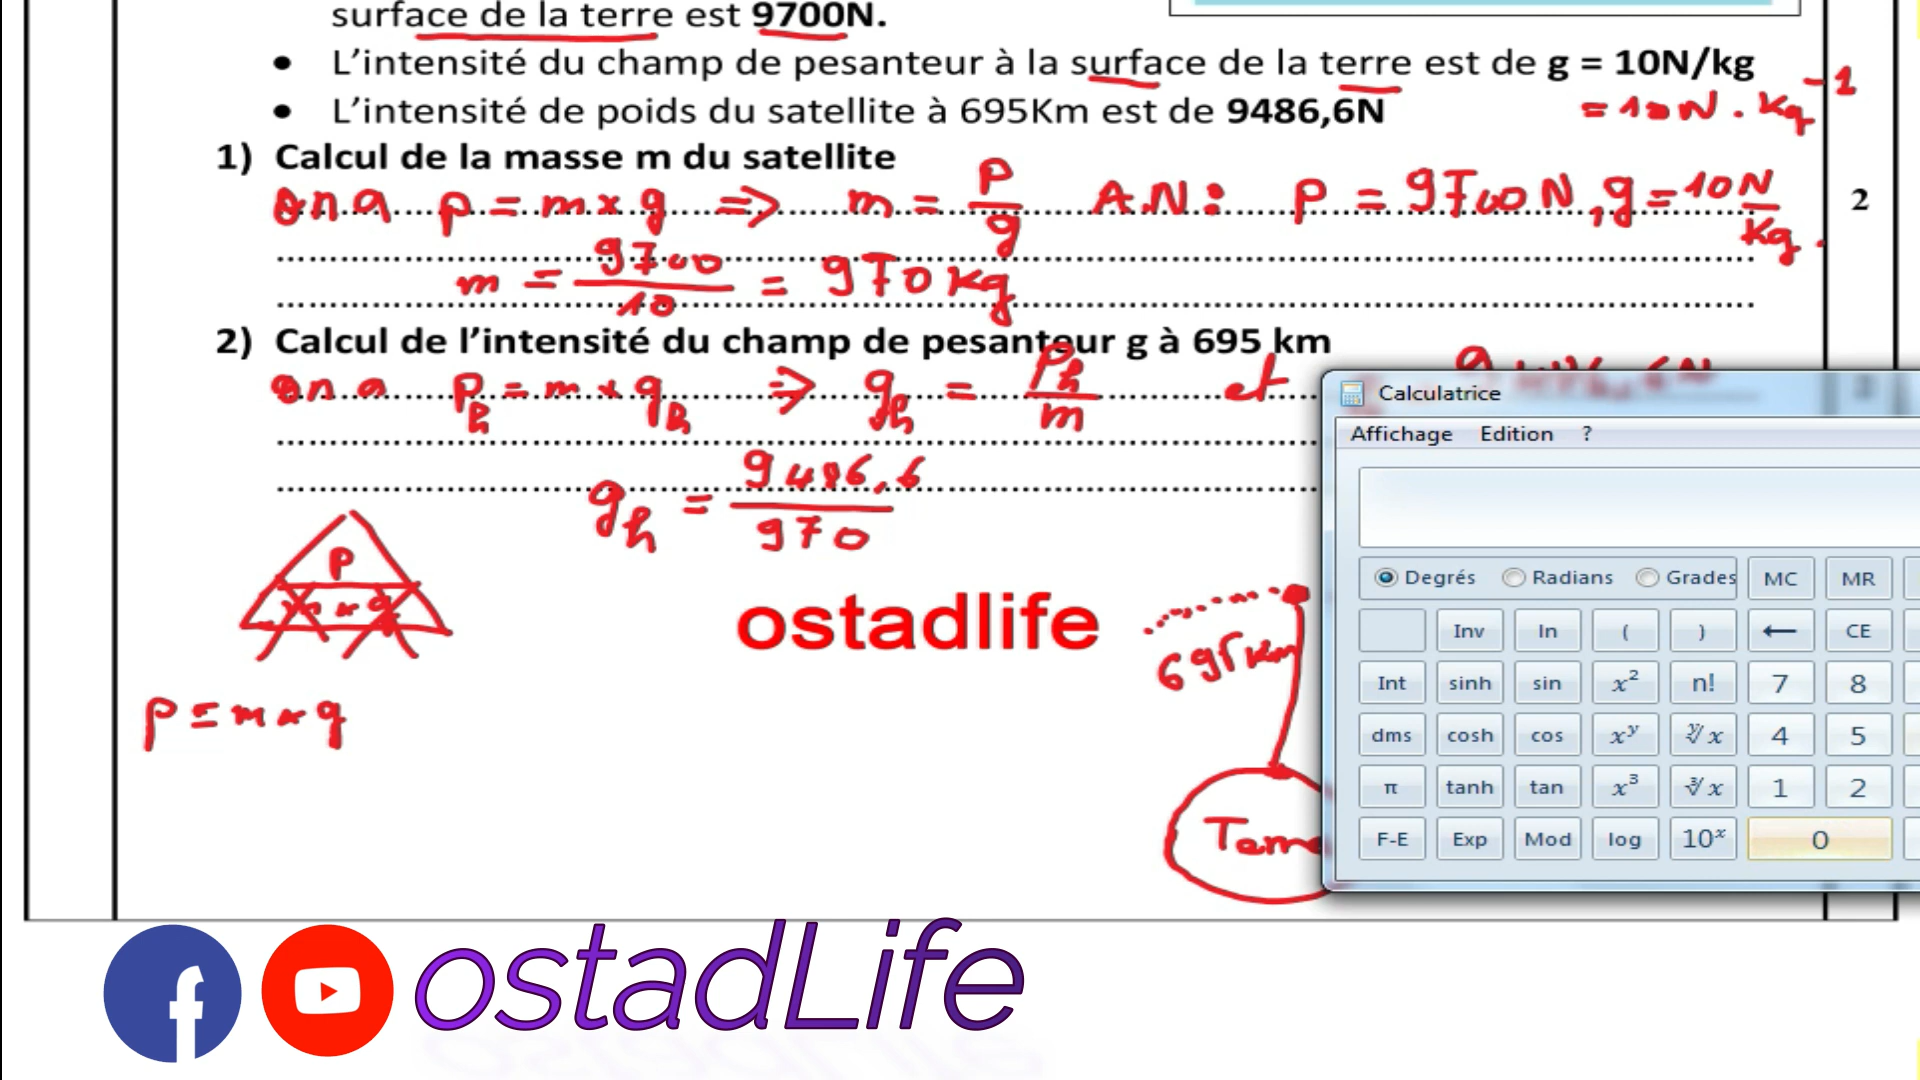 surface de la terre est 9700N.
• L'intensité du champ de pesanteur à la surface de la terre est de g = 10N/kg
= 10N . kg⁻¹
• L'intensité de poids du satellite à 695Km est de 9486,6N
1) Calcul de la masse m du satellite
on a p = m × g => m = P/g A.N: P = 9700N, g = 10N/kg.
2
m = 9700/10 = 970 kg
2) Calcul de l'intensité du champ de pesanteur g à 695 km
on a Ph = m × gh => gh = Ph/m et
gh = 9486,6/970
P
m × g
P = m × g
ostadlife
695 km
Terre
Calculatrice
Affichage Edition ?
Degrés Radians Grades MC MR
Inv ln ( ) ← CE
Int sinh sin x² n! 7 8
dms cosh cos xʸ ʸ√x 4 5
π tanh tan x³ ³√x 1 2
F-E Exp Mod log 10ˣ 0
ostadLife